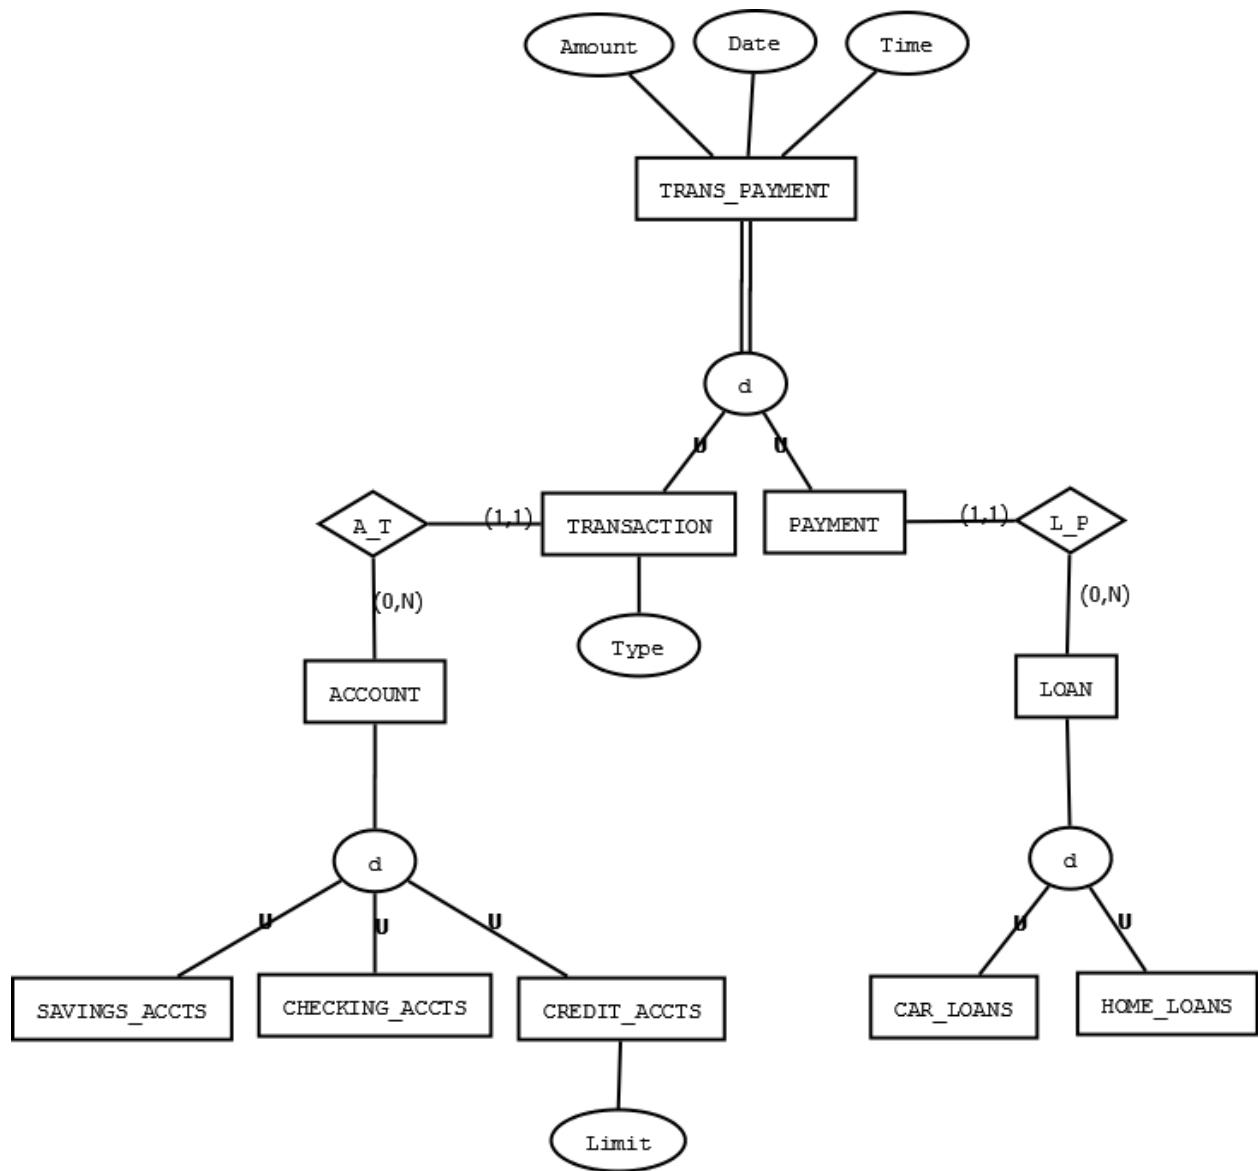 Amount
Date
Time
TRANS_PAYMENT
d
U
U
A_T
(1,1)
TRANSACTION
PAYMENT
(1,1)
L_P
(0,N)
(0,N)
Type
ACCOUNT
LOAN
d
d
U
U
U
U
U
SAVINGS_ACCTS
CHECKING_ACCTS
CREDIT_ACCTS
CAR_LOANS
HOME_LOANS
Limit